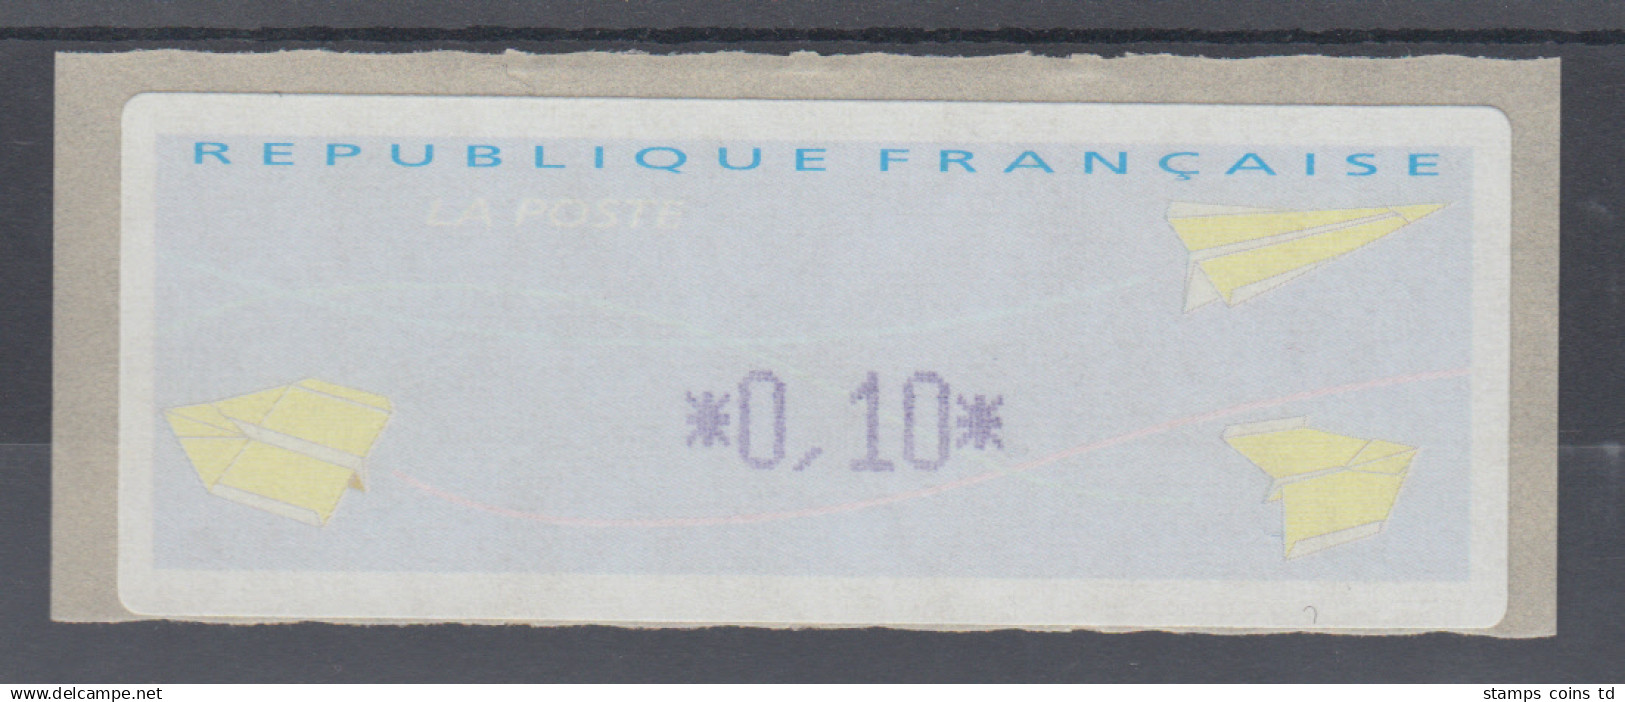 REPUBLIQUE FRANÇAISE
LA POSTE
*0,10*
www.delcampe.net
stamps coins td